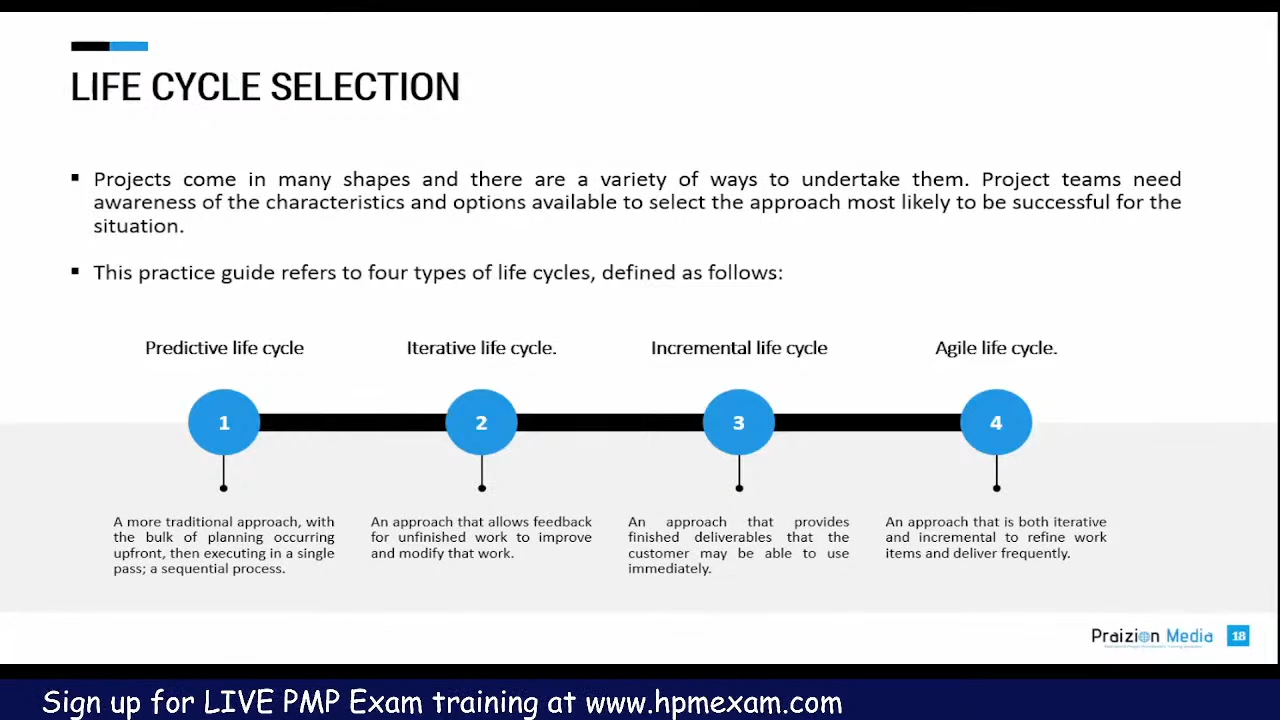 LIFE CYCLE SELECTION
▪ Projects come in many shapes and there are a variety of ways to undertake them. Project teams need
awareness of the characteristics and options available to select the approach most likely to be successful for the
situation.
▪ This practice guide refers to four types of life cycles, defined as follows:
Predictive life cycle
1
A more traditional approach, with
the bulk of planning occurring
upfront, then executing in a single
pass; a sequential process.
Iterative life cycle.
2
An approach that allows feedback
for unfinished work to improve
and modify that work.
Incremental life cycle
3
An approach that provides
finished deliverables that the
customer may be able to use
immediately.
Agile life cycle.
4
An approach that is both iterative
and incremental to refine work
items and deliver frequently.
Praizion Media
18
Sign up for LIVE PMP Exam training at www.hpmexam.com